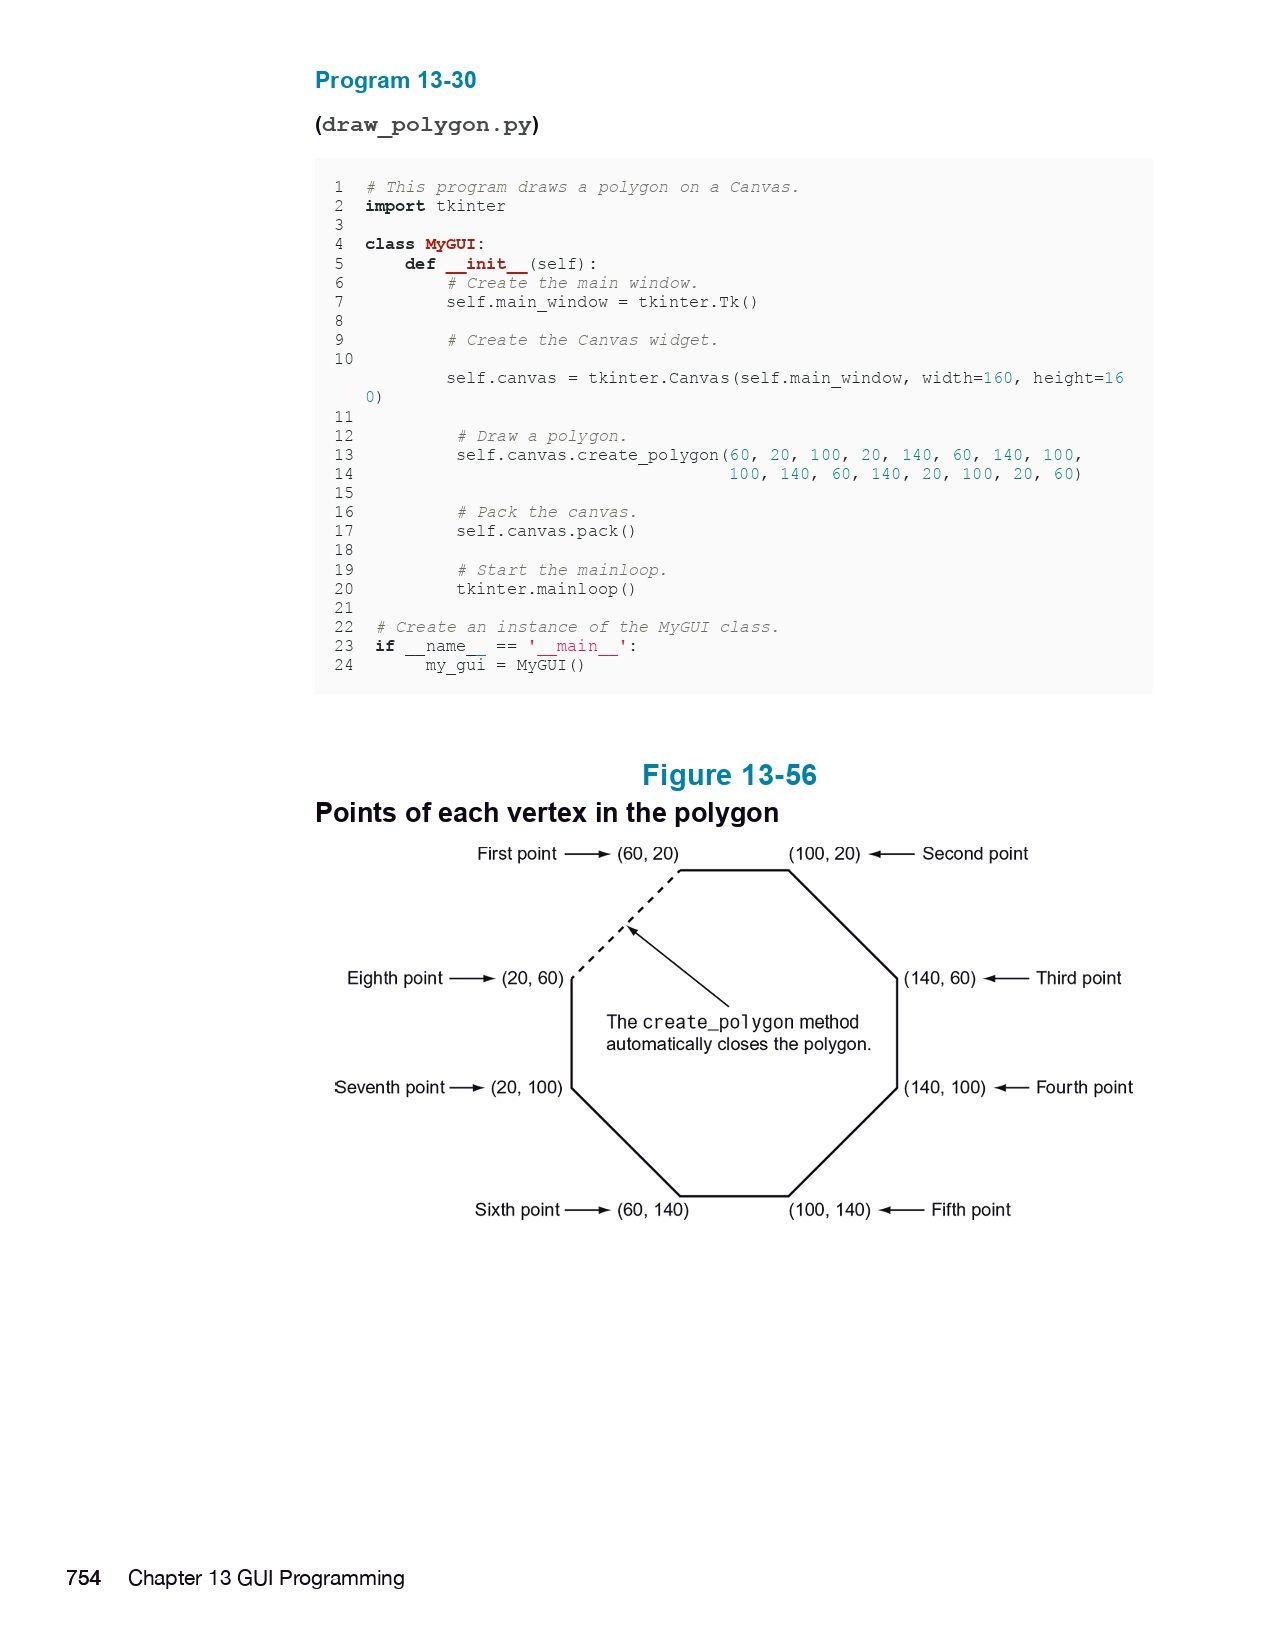 Program 13-30
(draw_polygon.py)
1 # This program draws a polygon on a Canvas.
2 import tkinter
3
4 class MyGUI:
5     def __init__(self):
6         # Create the main window.
7         self.main_window = tkinter.Tk()
8
9         # Create the Canvas widget.
10
        self.canvas = tkinter.Canvas(self.main_window, width=160, height=16
0)
11
12         # Draw a polygon.
13         self.canvas.create_polygon(60, 20, 100, 20, 140, 60, 140, 100,
14                                    100, 140, 60, 140, 20, 100, 20, 60)
15
16         # Pack the canvas.
17         self.canvas.pack()
18
19         # Start the mainloop.
20         tkinter.mainloop()
21
22 # Create an instance of the MyGUI class.
23 if __name__ == '__main__':
24     my_gui = MyGUI()
Figure 13-56
Points of each vertex in the polygon
First point (60, 20) (100, 20) Second point
Eighth point (20, 60) (140, 60) Third point
The create_polygon method
automatically closes the polygon.
Seventh point (20, 100) (140, 100) Fourth point
Sixth point (60, 140) (100, 140) Fifth point
754 Chapter 13 GUI Programming